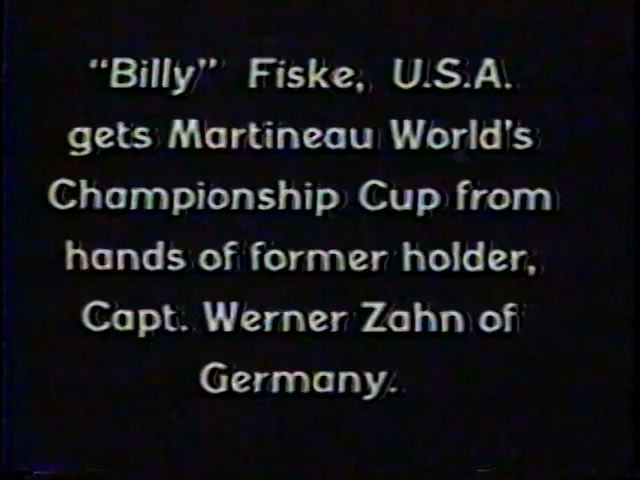 "Billy" Fiske, U.S.A.
gets Martineau World's
Championship Cup from
hands of former holder,
Capt. Werner Zahn of
Germany.